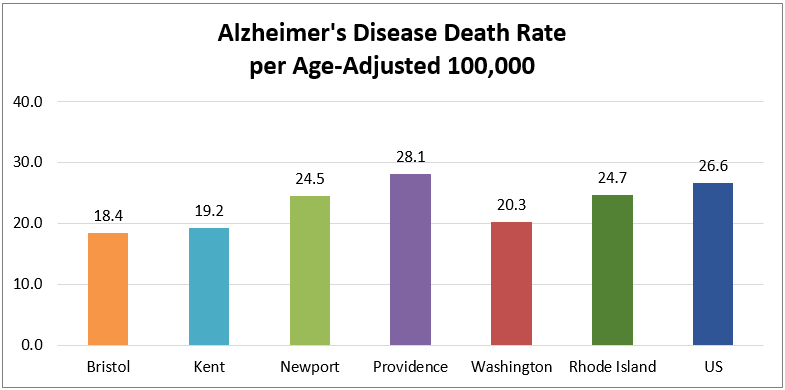 Alzheimer's Disease Death Rate
per Age-Adjusted 100,000
40.0
30.0
20.0
10.0
0.0
18.4
19.2
24.5
28.1
20.3
24.7
26.6
Bristol
Kent
Newport
Providence
Washington
Rhode Island
US